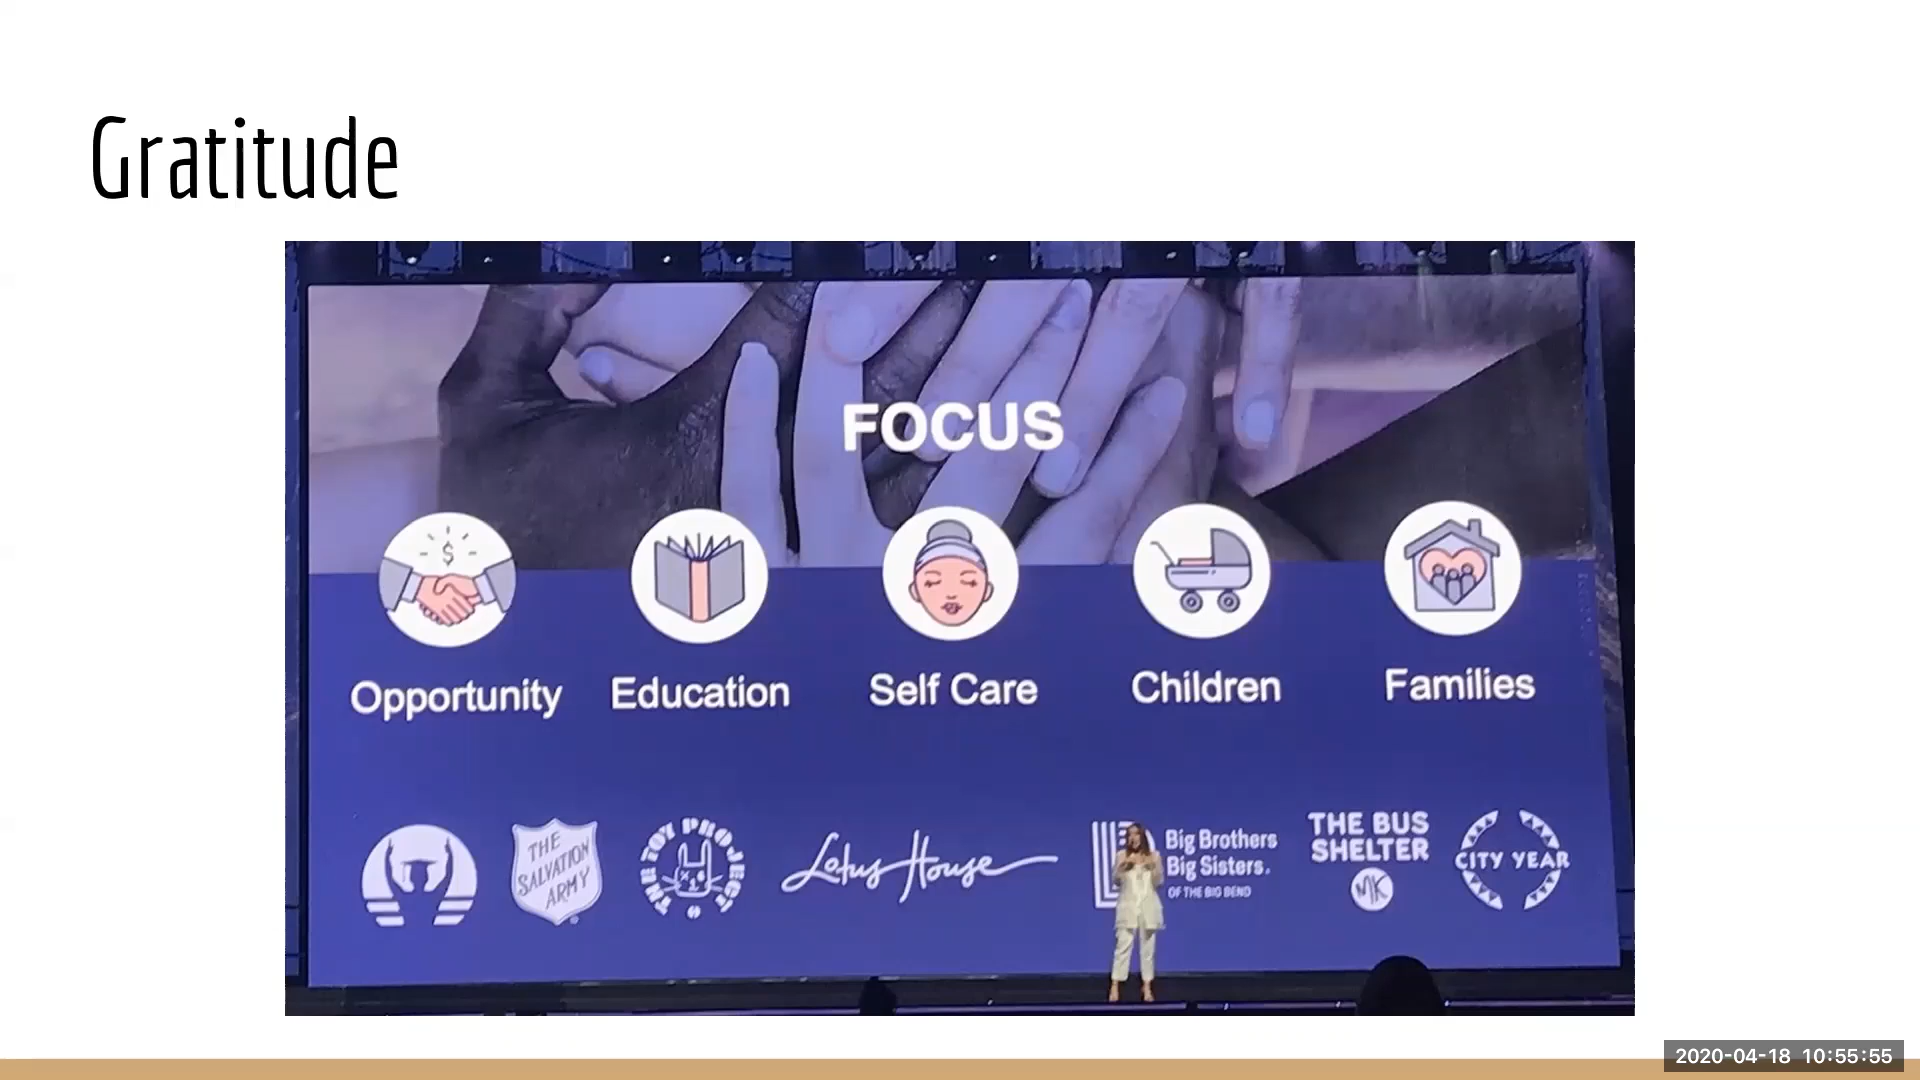 Gratitude
FOCUS
$
Opportunity
Education
Self Care
Children
Families
THE
SALVATION
ARMY
THE TOY PROJECT
Lotus House
Big Brothers
Big Sisters.
OF THE BIG BEND
THE BUS
SHELTER
MK
CITY YEAR
2020-04-18 10:55:55